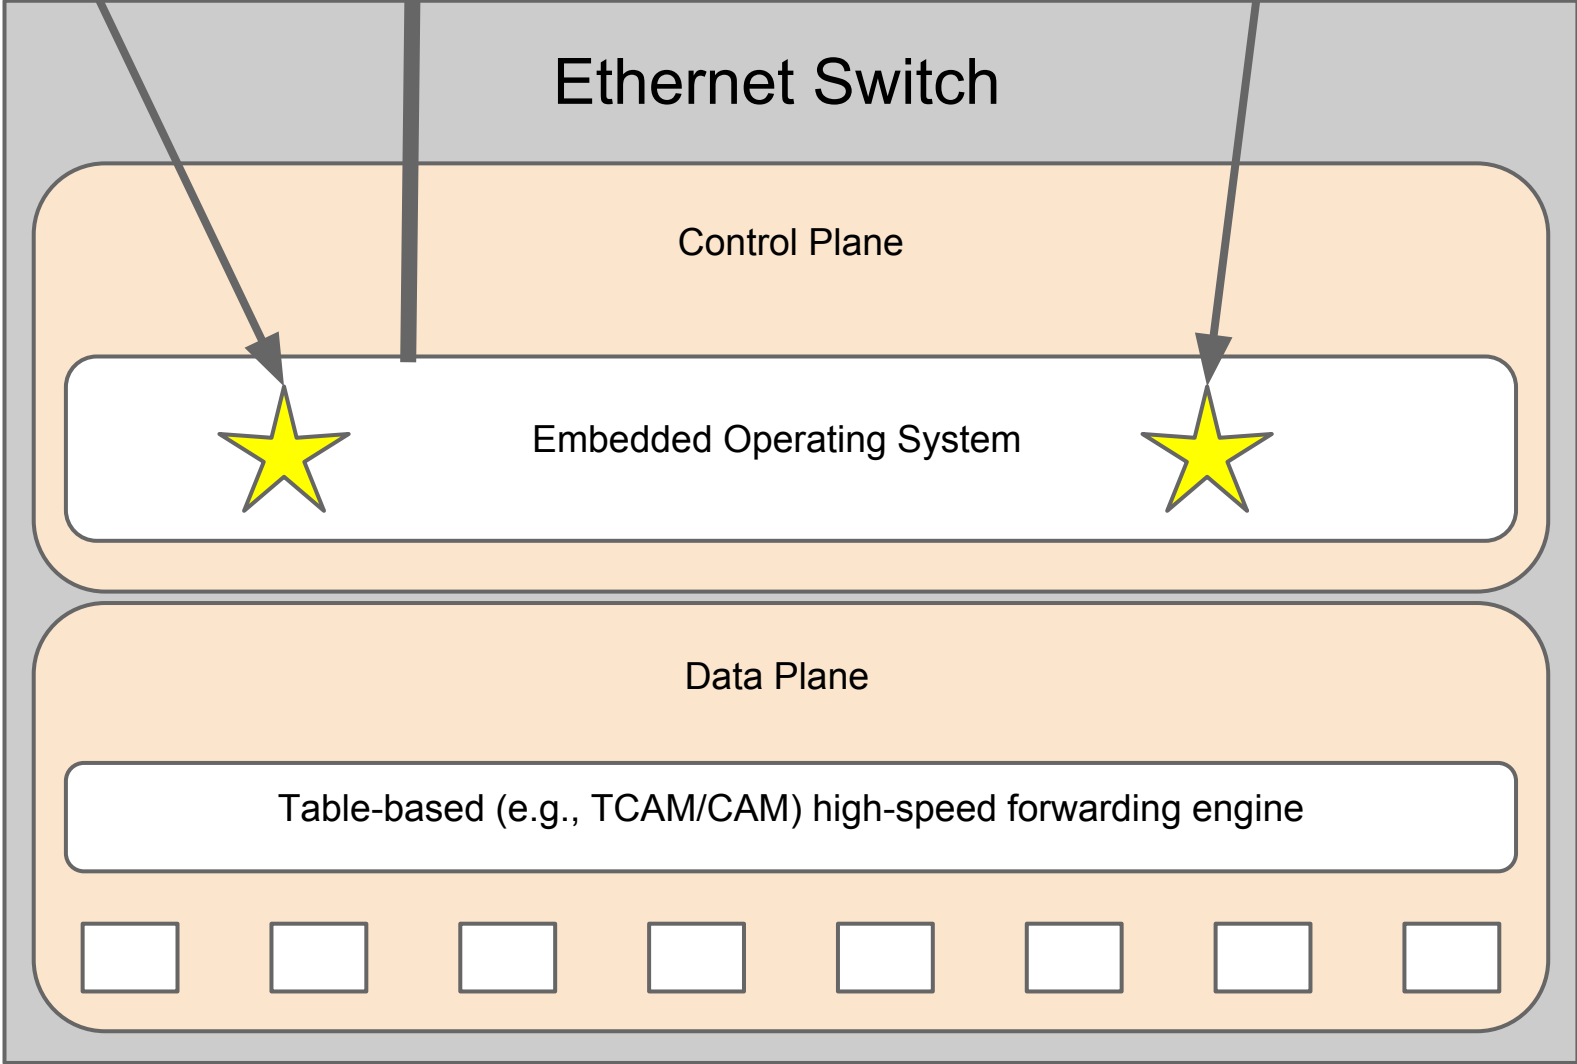 Ethernet Switch
Control Plane
Embedded Operating System
Data Plane
Table-based (e.g., TCAM/CAM) high-speed forwarding engine